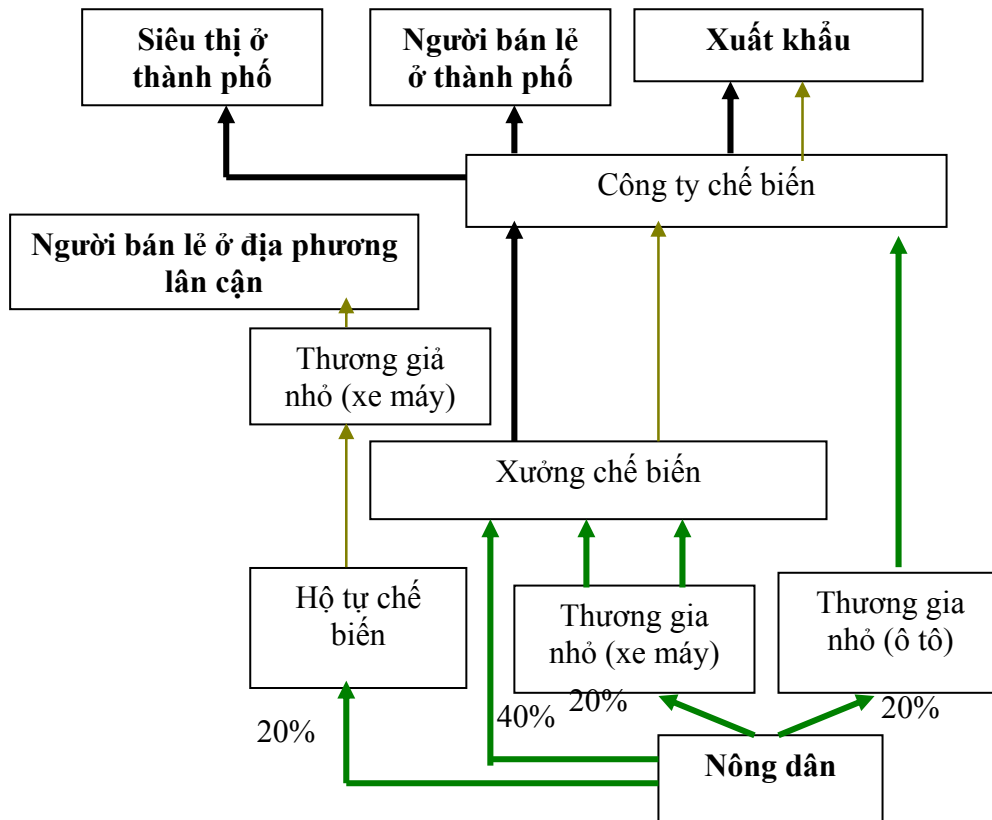 Siêu thị ở
thành phố
Người bán lẻ
ở thành phố
Xuất khẩu
Công ty chế biến
Người bán lẻ ở địa phương
lân cận
Thương giả
nhỏ (xe máy)
Xưởng chế biến
Hộ tự chế
biến
Thương gia
nhỏ (xe máy)
Thương gia
nhỏ (ô tô)
20%
40%
20%
20%
Nông dân